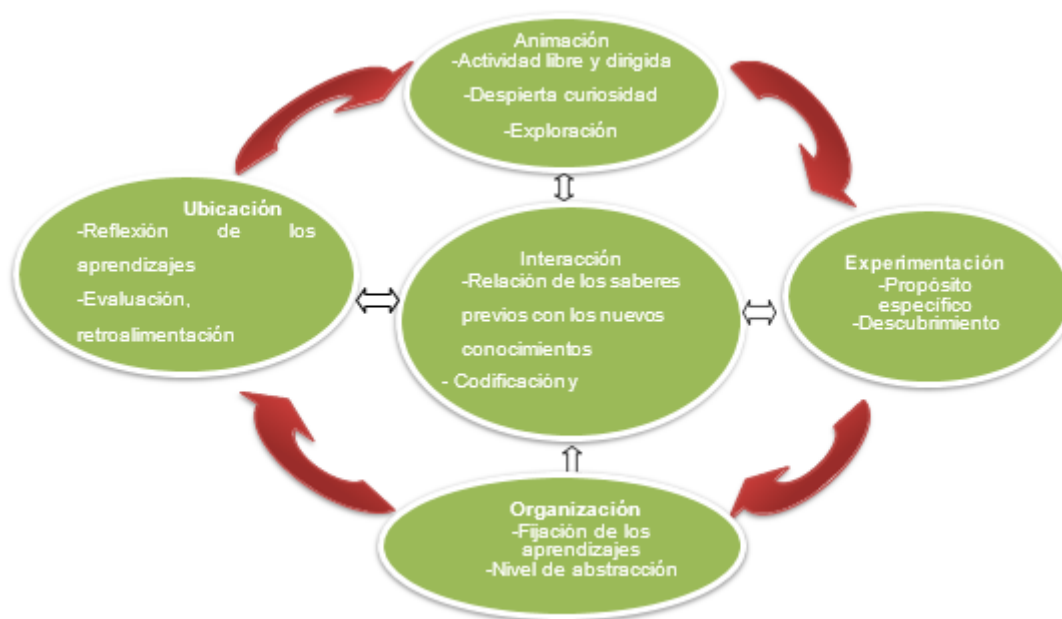 Animación
-Actividad libre y dirigida
-Despierta curiosidad
-Exploración
Ubicación
-Reflexión de los
aprendizajes
-Evaluación,
retroalimentación
Interacción
-Relación de los saberes
previos con los nuevos
conocimientos
- Codificación y
Experimentación
-Propósito
específico
-Descubrimiento
Organización
-Fijación de los
aprendizajes
-Nivel de abstracción